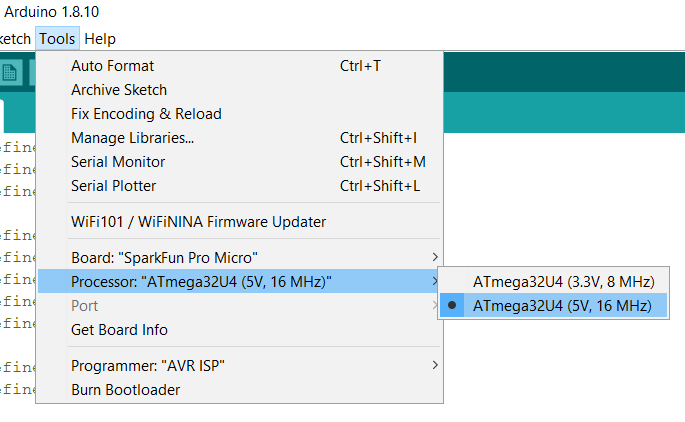 Arduino 1.8.10
ketch Tools Help
Auto Format Ctrl+T
Archive Sketch
Fix Encoding & Reload
Manage Libraries... Ctrl+Shift+I
efine
Serial Monitor Ctrl+Shift+M
efine
Serial Plotter Ctrl+Shift+L
efine
WiFi101 / WiFiNINA Firmware Updater
efine
Board: "SparkFun Pro Micro"
efine
Processor: "ATmega32U4 (5V, 16 MHz)" ATmega32U4 (3.3V, 8 MHz)
efine
Port ATmega32U4 (5V, 16 MHz)
efine
Get Board Info
efine
Programmer: "AVR ISP"
efine
Burn Bootloader
efine